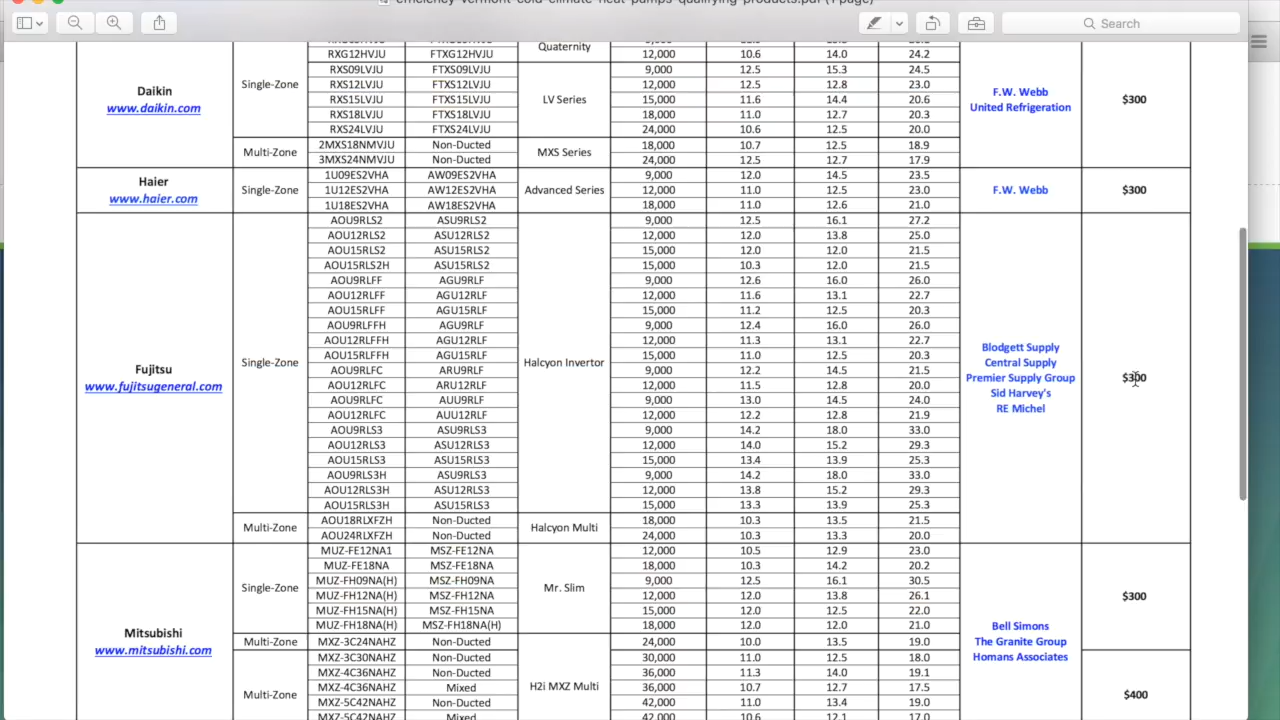 efficiency-vermont-cold-climate-heat-pumps-qualifying-products.pdf (1 page)
Search
Quaternity
RXG12HVJU FTXG12HVJU 12,000 10.6 14.0 24.2
Daikin
www.daikin.com
Single-Zone
RXS09LVJU FTXS09LVJU 9,000 12.5 15.3 24.5
RXS12LVJU FTXS12LVJU 12,000 12.5 12.8 23.0
RXS15LVJU FTXS15LVJU LV Series 15,000 11.6 14.4 20.6
RXS18LVJU FTXS18LVJU 18,000 11.0 12.7 20.3
RXS24LVJU FTXS24LVJU 24,000 10.6 12.5 20.0
F.W. Webb
United Refrigeration
$300
Multi-Zone
2MXS18NMVJU Non-Ducted 18,000 10.7 12.5 18.9
MXS Series
3MXS24NMVJU Non-Ducted 24,000 12.5 12.7 17.9
Haier
www.haier.com
Single-Zone
1U09ES2VHA AW09ES2VHA 9,000 12.0 14.5 23.5
1U12ES2VHA AW12ES2VHA Advanced Series 12,000 11.0 12.5 23.0
1U18ES2VHA AW18ES2VHA 18,000 11.0 12.6 21.0
F.W. Webb
$300
Fujitsu
www.fujitsugeneral.com
Single-Zone
AOU9RLS2 ASU9RLS2 9,000 12.5 16.1 27.2
AOU12RLS2 ASU12RLS2 12,000 12.0 13.8 25.0
AOU15RLS2 ASU15RLS2 15,000 12.0 12.0 21.5
AOU15RLS2H ASU15RLS2 15,000 10.3 12.0 21.5
AOU9RLFF AGU9RLF 9,000 12.6 16.0 26.0
AOU12RLFF AGU12RLF 12,000 11.6 13.1 22.7
AOU15RLFF AGU15RLF 15,000 11.2 12.5 20.3
AOU9RLFFH AGU9RLF 9,000 12.4 16.0 26.0
AOU12RLFFH AGU12RLF 12,000 11.3 13.1 22.7
AOU15RLFFH AGU15RLF 15,000 11.0 12.5 20.3
Halcyon Invertor
AOU9RLFC ARU9RLF 9,000 12.2 14.5 21.5
AOU12RLFC ARU12RLF 12,000 11.5 12.8 20.0
AOU9RLFC AUU9RLF 9,000 13.0 14.5 24.0
AOU12RLFC AUU12RLF 12,000 12.2 12.8 21.9
AOU9RLS3 ASU9RLS3 9,000 14.2 18.0 33.0
AOU12RLS3 ASU12RLS3 12,000 14.0 15.2 29.3
AOU15RLS3 ASU15RLS3 15,000 13.4 13.9 25.3
AOU9RLS3H ASU9RLS3 9,000 14.2 18.0 33.0
AOU12RLS3H ASU12RLS3 12,000 13.8 15.2 29.3
AOU15RLS3H ASU15RLS3 15,000 13.3 13.9 25.3
Blodgett Supply
Central Supply
Premier Supply Group
Sid Harvey's
RE Michel
$300
Multi-Zone
AOU18RLXFZH Non-Ducted 18,000 10.3 13.5 21.5
Halcyon Multi
AOU24RLXFZH Non-Ducted 24,000 10.3 13.3 20.0
Mitsubishi
www.mitsubishi.com
Single-Zone
MUZ-FE12NA1 MSZ-FE12NA 12,000 10.5 12.9 23.0
MUZ-FE18NA MSZ-FE18NA 18,000 10.3 14.2 20.2
MUZ-FH09NA(H) MSZ-FH09NA 9,000 12.5 16.1 30.5
Mr. Slim
MUZ-FH12NA(H) MSZ-FH12NA 12,000 12.0 13.8 26.1
MUZ-FH15NA(H) MSZ-FH15NA 15,000 12.0 12.5 22.0
MUZ-FH18NA(H) MSZ-FH18NA(H) 18,000 12.0 12.0 21.0
Bell Simons
The Granite Group
Homans Associates
$300
Multi-Zone MXZ-3C24NAHZ Non-Ducted 24,000 10.0 13.5 19.0
MXZ-3C30NAHZ Non-Ducted 30,000 11.0 12.5 18.0
MXZ-4C36NAHZ Non-Ducted 36,000 11.3 14.0 19.1
Multi-Zone
MXZ-4C36NAHZ Mixed H2i MXZ Multi 36,000 10.7 12.7 17.5
$400
MXZ-5C42NAHZ Non-Ducted 42,000 11.0 13.4 19.0
MXZ-5C42NAHZ Mixed 42,000 10.6 12.1 17.0